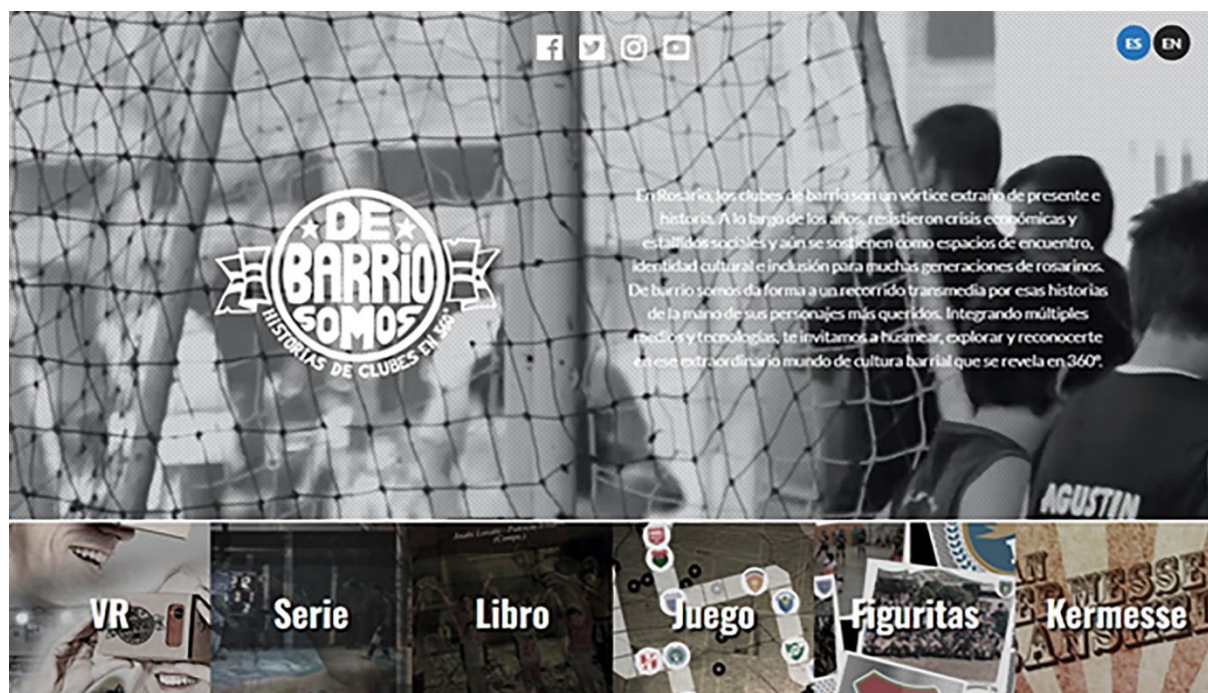 ES EN
DE
BARRIO
SOMOS
HISTORIAS DE CLUBES EN 360º
En Rosario, los clubes de barrio son un vórtice extraño de presente e
historia. A lo largo de los años, resistieron crisis económicas y
estallidos sociales y aún se sostienen como espacios de encuentro,
identidad cultural e inclusión para muchas generaciones de rosarinos.
De barrio somos da forma a un recorrido transmedia por esas historias
de la mano de sus personajes más queridos. Integrando múltiples
medios y tecnologías, te invitamos a husmear, explorar y reconocerte
en ese extraordinario mundo de cultura barrial que se revela en 360º.
AGUSTIN
(Comps.)
VR
Serie
Libro
Juego
Figuritas
Kermesse
KERMESSE